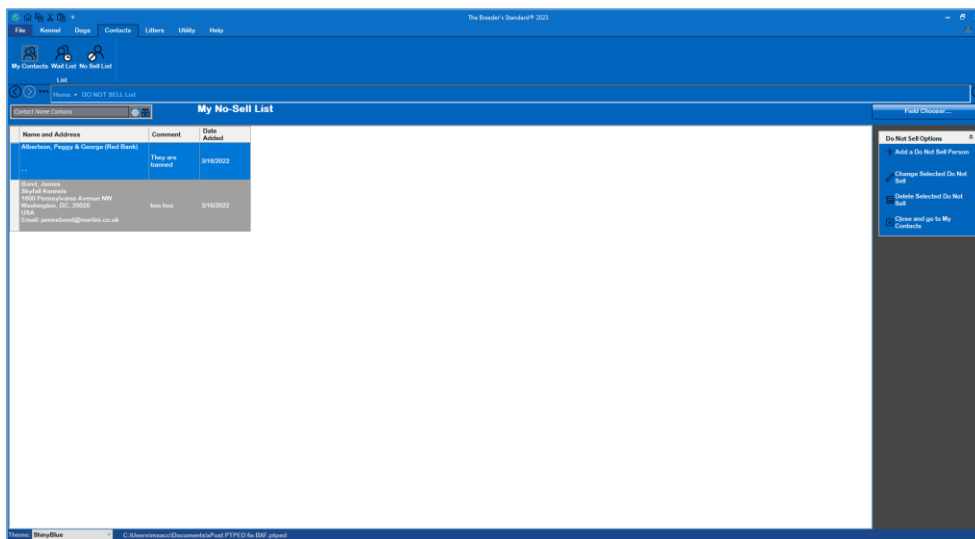 The Breeder's Standard® 2023
File Kennel Dogs Contacts Litters Utility Help
My Contacts Wait List No Sell List
List
Home DO NOT SELL List
Contact Name Contains
My No-Sell List
Field Chooser....
Name and Address Comment Date Added
Albertson, Peggy & George (Red Bank)
They are banned
3/16/2022
, ,
Bond, James
Skyfall Kennels
1600 Pennsylvania Avenue NW
Washington, DC, 20020
USA
Email: jamesbond@marlim.co.uk
hoo hoo
3/16/2022
Do Not Sell Options
Add a Do Not Sell Person
Change Selected Do Not
Sell
Delete Selected Do Not
Sell
Close and go to My
Contacts
Theme: ShinyBlue